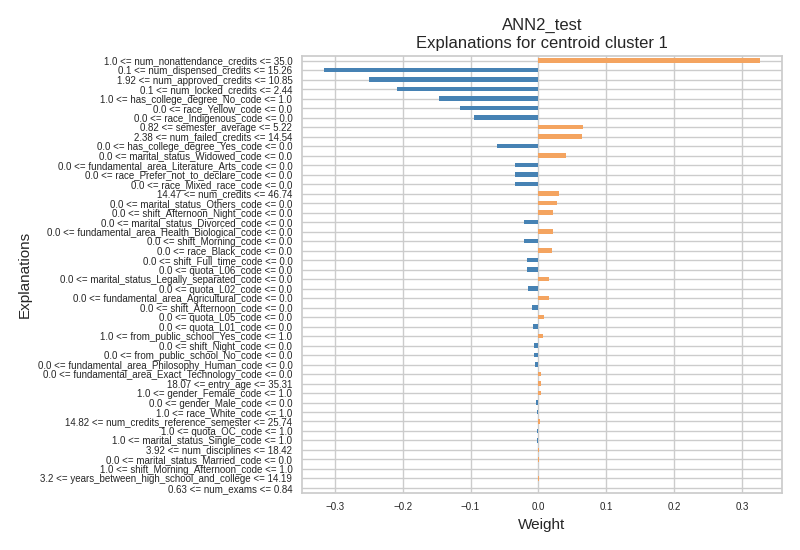 ANN2_test
Explanations for centroid cluster 1
1.0 <= num_nonattendance_credits <= 35.0
0.1 <= num_dispensed_credits <= 15.26
1.92 <= num_approved_credits <= 10.85
0.1 <= num_locked_credits <= 2.44
1.0 <= has_college_degree_No_code <= 1.0
0.0 <= race_Yellow_code <= 0.0
0.0 <= race_Indigenous_code <= 0.0
0.82 <= semester_average <= 5.22
2.38 <= num_failed_credits <= 14.54
0.0 <= has_college_degree_Yes_code <= 0.0
0.0 <= marital_status_Widowed_code <= 0.0
0.0 <= fundamental_area_Literature_Arts_code <= 0.0
0.0 <= race_Prefer_not_to_declare_code <= 0.0
0.0 <= race_Mixed_race_code <= 0.0
14.47 <= num_credits <= 46.74
0.0 <= marital_status_Others_code <= 0.0
0.0 <= shift_Afternoon_Night_code <= 0.0
0.0 <= marital_status_Divorced_code <= 0.0
0.0 <= fundamental_area_Health_Biological_code <= 0.0
0.0 <= shift_Morning_code <= 0.0
0.0 <= race_Black_code <= 0.0
0.0 <= shift_Full_time_code <= 0.0
0.0 <= quota_L06_code <= 0.0
0.0 <= marital_status_Legally_separated_code <= 0.0
0.0 <= quota_L02_code <= 0.0
0.0 <= fundamental_area_Agricultural_code <= 0.0
0.0 <= shift_Afternoon_code <= 0.0
0.0 <= quota_L05_code <= 0.0
0.0 <= quota_L01_code <= 0.0
1.0 <= from_public_school_Yes_code <= 1.0
0.0 <= shift_Night_code <= 0.0
0.0 <= from_public_school_No_code <= 0.0
0.0 <= fundamental_area_Philosophy_Human_code <= 0.0
0.0 <= fundamental_area_Exact_Technology_code <= 0.0
18.07 <= entry_age <= 35.31
1.0 <= gender_Female_code <= 1.0
0.0 <= gender_Male_code <= 0.0
1.0 <= race_White_code <= 1.0
14.82 <= num_credits_reference_semester <= 25.74
1.0 <= quota_OC_code <= 1.0
1.0 <= marital_status_Single_code <= 1.0
3.92 <= num_disciplines <= 18.42
0.0 <= marital_status_Married_code <= 0.0
1.0 <= shift_Morning_Afternoon_code <= 1.0
3.2 <= years_between_high_school_and_college <= 14.19
0.63 <= num_exams <= 0.84
Explanations
−0.3 −0.2 −0.1 0.0 0.1 0.2 0.3
Weight